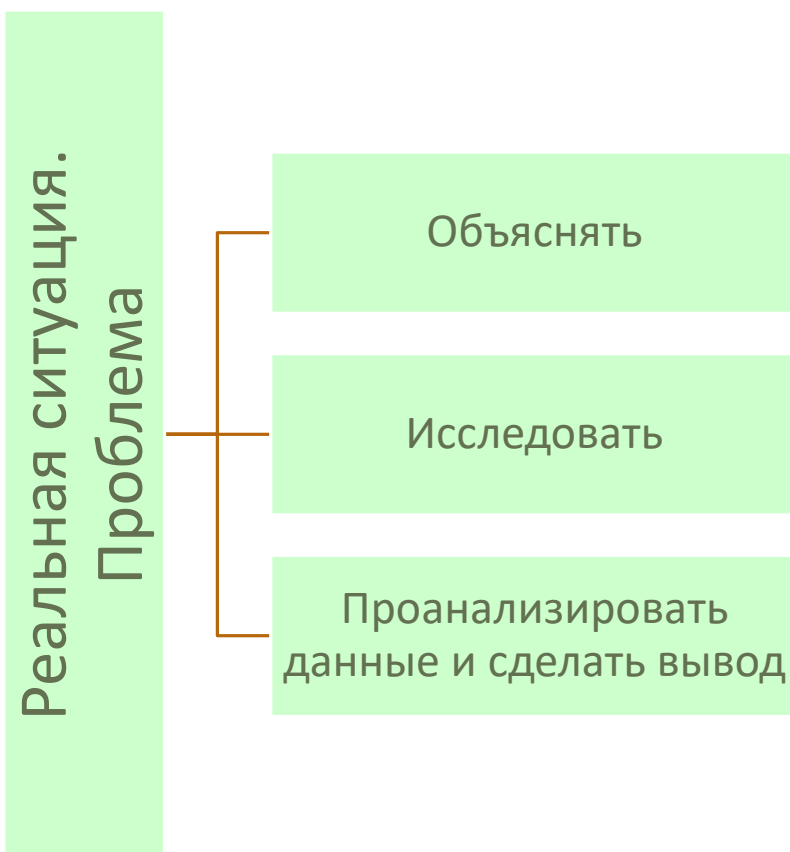 Реальная ситуация.
Проблема
Объяснять
Исследовать
Проанализировать
данные и сделать вывод